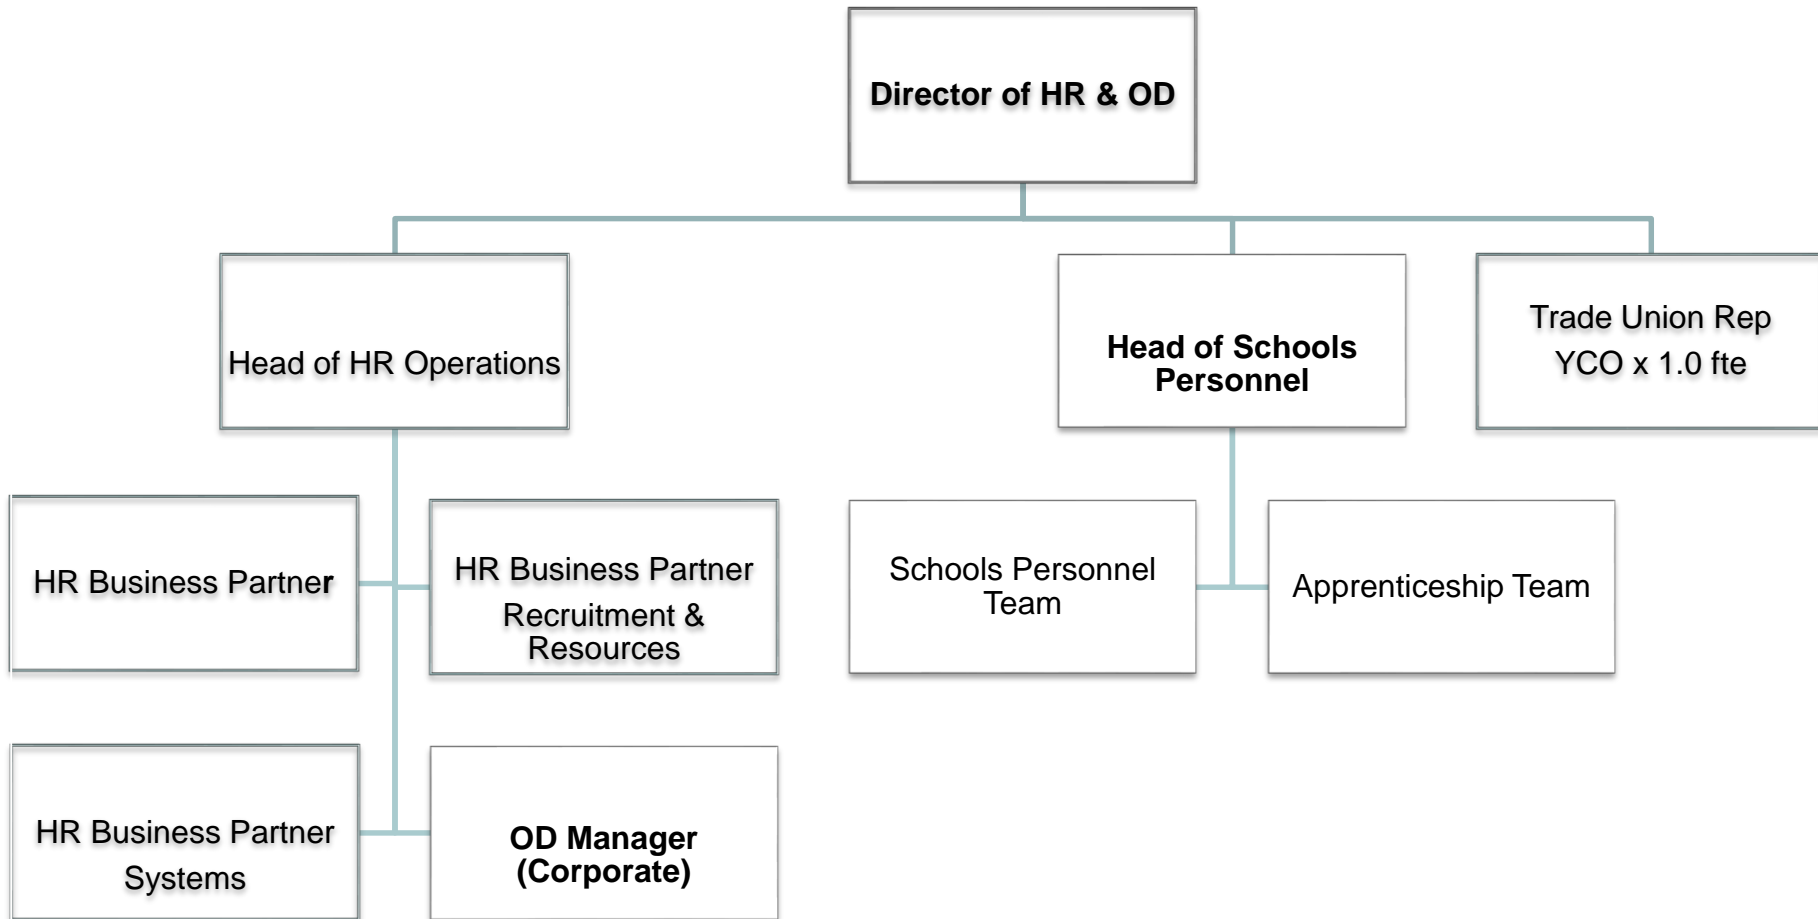 Director of HR & OD
Head of HR Operations
Head of Schools
Personnel
Trade Union Rep
YCO x 1.0 fte
HR Business Partner
HR Business Partner
Recruitment &
Resources
Schools Personnel
Team
Apprenticeship Team
HR Business Partner
Systems
OD Manager
(Corporate)